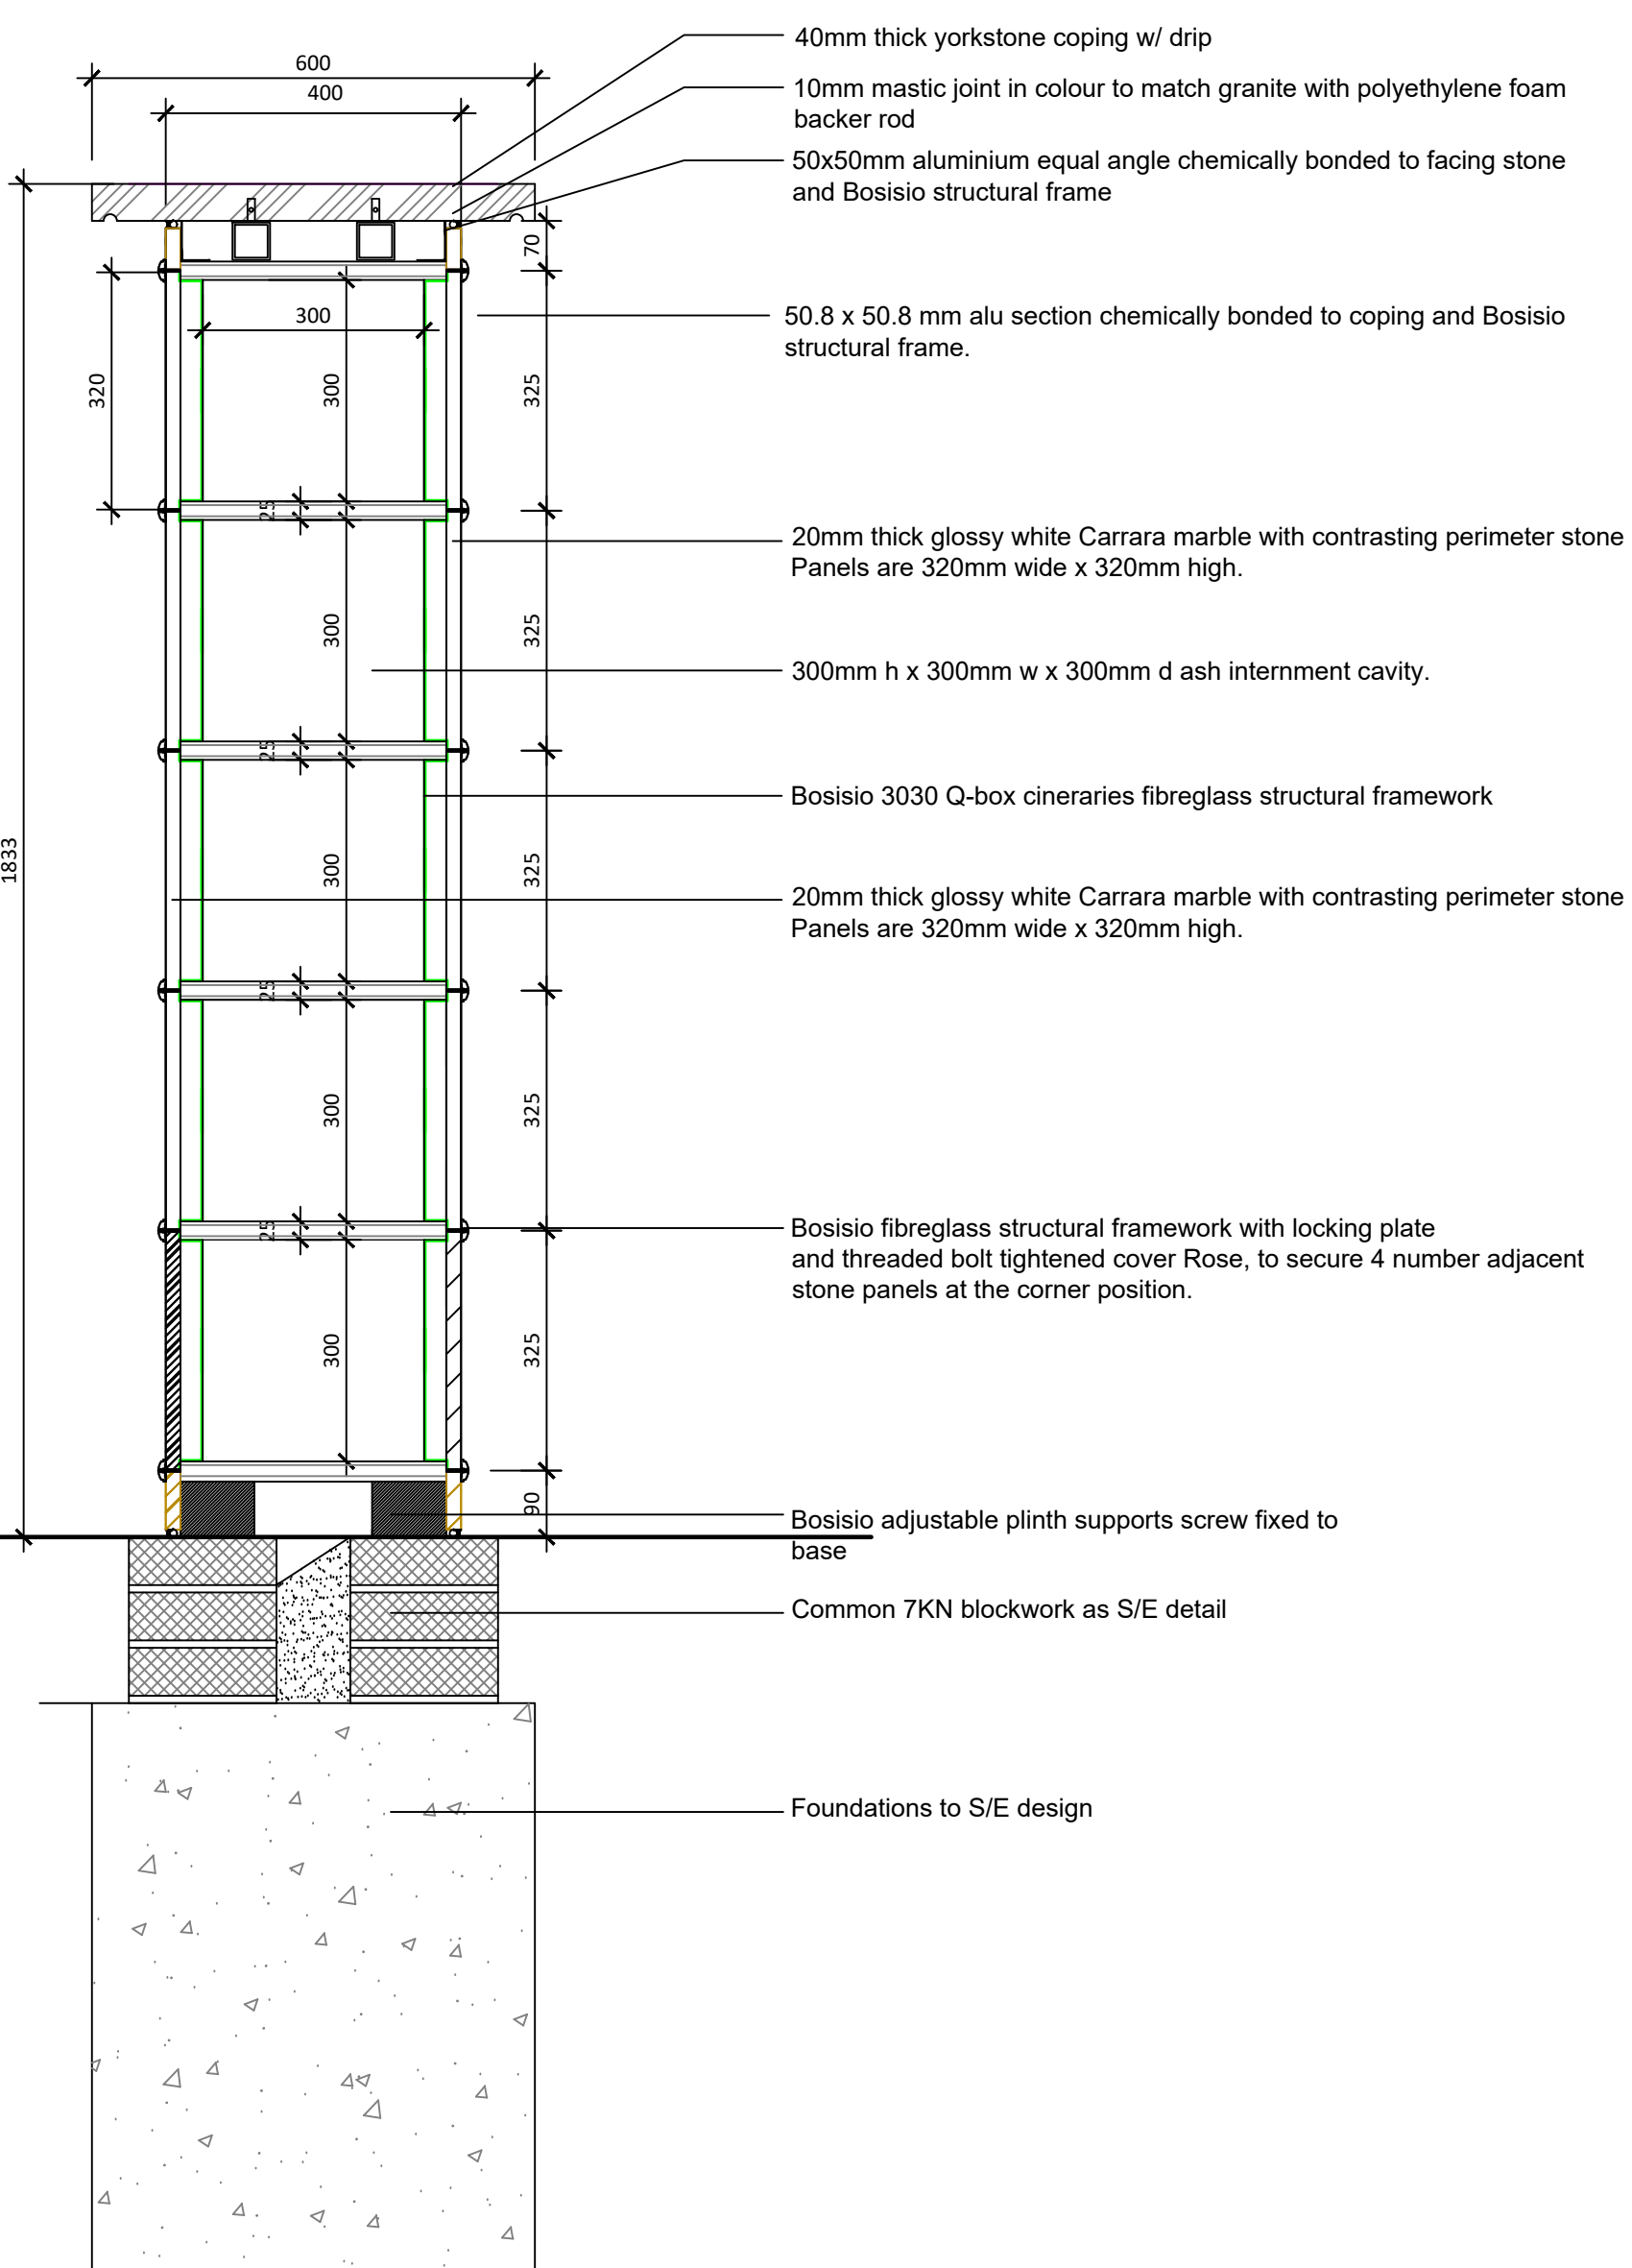 40mm thick yorkstone coping w/ drip
600
10mm mastic joint in colour to match granite with polyethylene foam
backer rod
400
50x50mm aluminium equal angle chemically bonded to facing stone
and Bosisio structural frame
70
50.8 x 50.8 mm alu section chemically bonded to coping and Bosisio
structural frame.
300
320
300
325
25
20mm thick glossy white Carrara marble with contrasting perimeter stone
Panels are 320mm wide x 320mm high.
300
325
300mm h x 300mm w x 300mm d ash internment cavity.
25
Bosisio 3030 Q-box cineraries fibreglass structural framework
1833
300
325
20mm thick glossy white Carrara marble with contrasting perimeter stone
Panels are 320mm wide x 320mm high.
25
300
325
25
Bosisio fibreglass structural framework with locking plate
and threaded bolt tightened cover Rose, to secure 4 number adjacent
stone panels at the corner position.
300
325
90
Bosisio adjustable plinth supports screw fixed to
base
Common 7KN blockwork as S/E detail
Foundations to S/E design